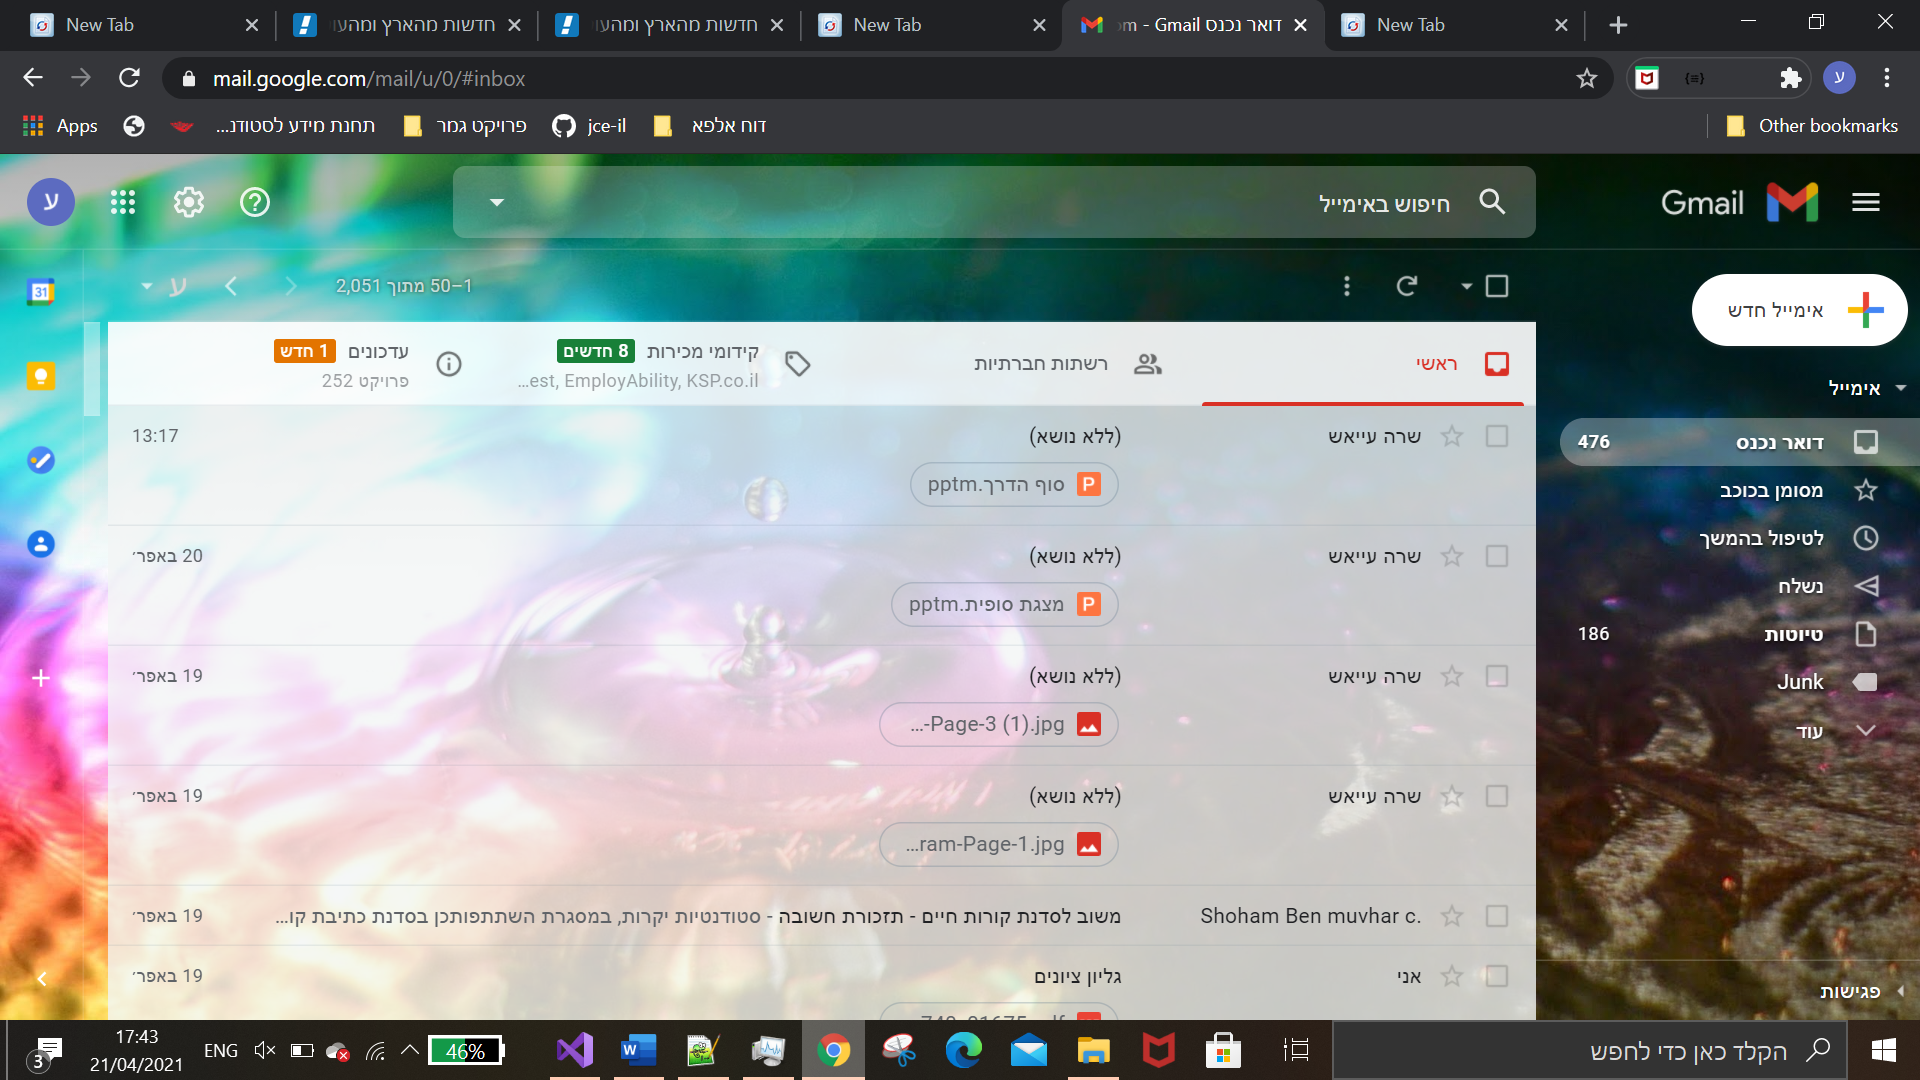 New Tab
חדשות מהארץ ומהעו
חדשות מהארץ ומהעו
New Tab
דואר נכנס - Gmail
New Tab
mail.google.com/mail/u/0/#inbox
ע
Apps
תחנת מידע לסטודנ...
פרויקט גמר
jce-il
דוח אלפא
Other bookmarks
Gmail
חיפוש באימייל
ע
1–50 מתוך 2,051
ע
אימייל חדש
אימייל
דואר נכנס 476
מסומן בכוכב
לטיפול בהמשך
נשלח
טיוטות 186
Junk
עוד
פגישות
ראשי
רשתות חברתיות
קידומי מכירות 8 חדשים
...est, EmployAbility, KSP.co.il
עדכונים 1 חדש
פרויקט 252
שרה עייאש (ללא נושא) 13:17
סוף הדרך.pptm
שרה עייאש (ללא נושא) 20 באפר׳
מצגת סופית.pptm
שרה עייאש (ללא נושא) 19 באפר׳
...-Page-3 (1).jpg
שרה עייאש (ללא נושא) 19 באפר׳
...ram-Page-1.jpg
Shoham Ben muvhar c. משוב לסדנת קורות חיים - תזכורת חשובה - סטודנטיות יקרות, במסגרת השתתפותכן בסדנת כתיבת קו... 19 באפר׳
אני גליון ציונים 19 באפר׳
31
3
17:43
21/04/2021
ENG
46%
הקלד כאן כדי לחפש